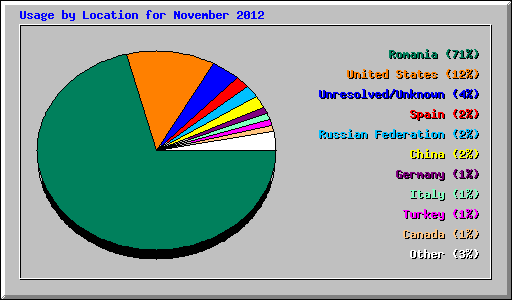 Usage by Location for November 2012
Romania (71%)
United States (12%)
Unresolved/Unknown (4%)
Spain (2%)
Russian Federation (2%)
China (2%)
Germany (1%)
Italy (1%)
Turkey (1%)
Canada (1%)
Other (3%)